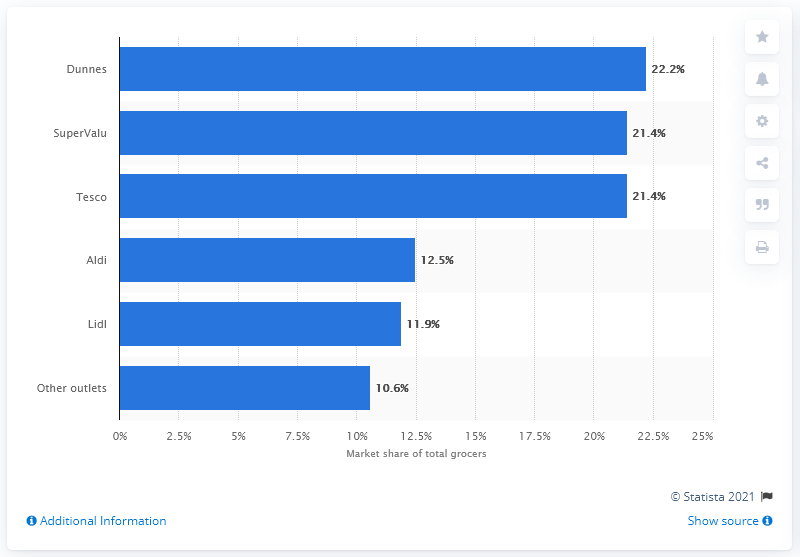 Dunnes 22.2%
SuperValu 21.4%
Tesco 21.4%
Aldi 12.5%
Lidl 11.9%
Other outlets 10.6%
0% 2.5% 5% 7.5% 10% 12.5% 15% 17.5% 20% 22.5% 25%
Market share of total grocers
© Statista 2021
Additional Information Show source